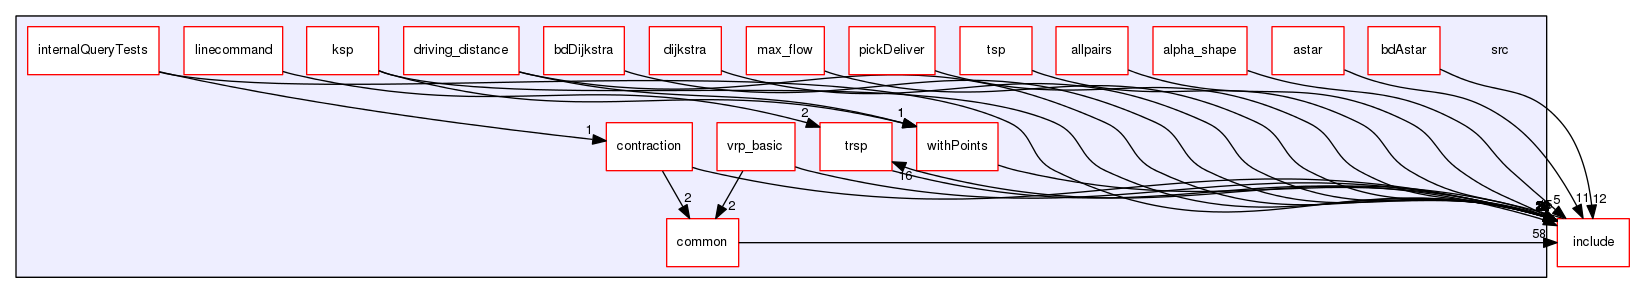 internalQueryTests
linecommand
ksp
driving_distance
bdDijkstra
dijkstra
max_flow
pickDeliver
tsp
allpairs
alpha_shape
astar
bdAstar
src
2
1
1
contraction
vrp_basic
trsp
withPoints
16
2
2
5
11
12
common
58
include